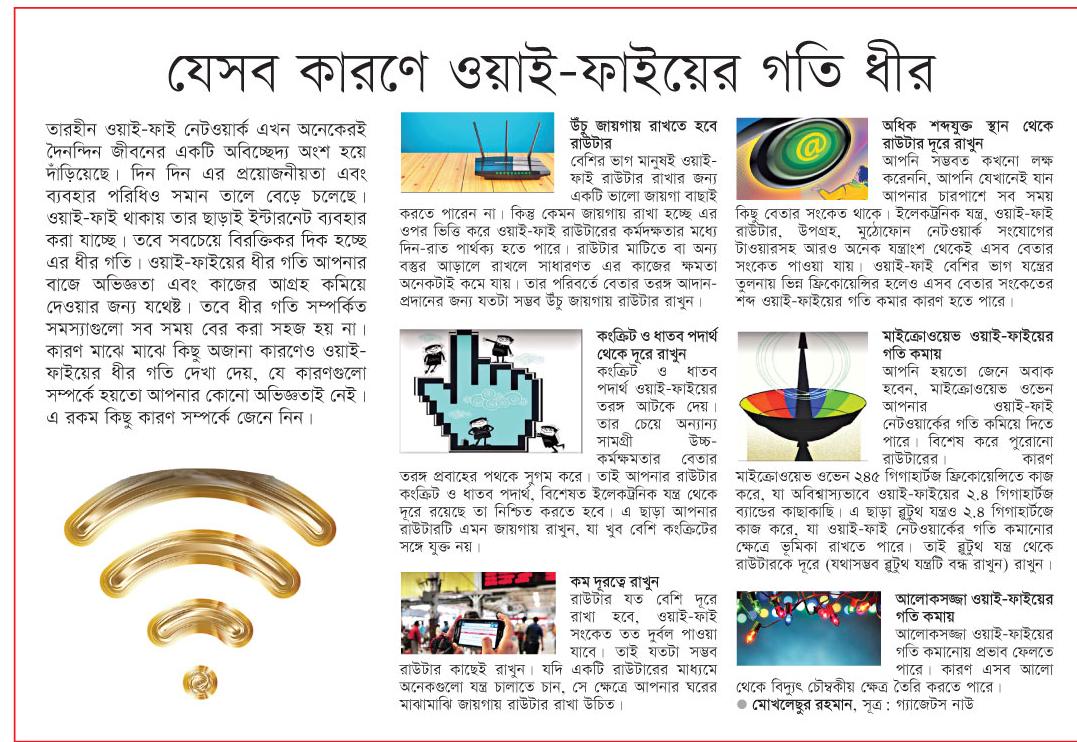 যেসব কারণে ওয়াই-ফাইয়ের গতি ধীর
তারহীন ওয়াই-ফাই নেটওয়ার্ক এখন অনেকেরই
দৈনন্দিন জীবনের একটি অবিচ্ছেদ্য অংশ হয়ে
দাঁড়িয়েছে। দিন দিন এর প্রয়োজনীয়তা এবং
ব্যবহার পরিধিও সমান তালে বেড়ে চলেছে।
ওয়াই-ফাই থাকায় তার ছাড়াই ইন্টারনেট ব্যবহার
করা যাচ্ছে। তবে সবচেয়ে বিরক্তিকর দিক হচ্ছে
এর ধীর গতি। ওয়াই-ফাইয়ের ধীর গতি আপনার
বাজে অভিজ্ঞতা এবং কাজের আগ্রহ কমিয়ে
দেওয়ার জন্য যথেষ্ট। তবে ধীর গতি সম্পর্কিত
সমস্যাগুলো সব সময় বের করা সহজ হয় না।
কারণ মাঝে মাঝে কিছু অজানা কারণেও ওয়াই-
ফাইয়ের ধীর গতি দেখা দেয়, যে কারণগুলো
সম্পর্কে হয়তো আপনার কোনো অভিজ্ঞতাই নেই।
এ রকম কিছু কারণ সম্পর্কে জেনে নিন।
উঁচু জায়গায় রাখতে হবে
রাউটার
বেশির ভাগ মানুষই ওয়াই-
ফাই রাউটার রাখার জন্য
একটি ভালো জায়গা বাছাই
করতে পারেন না। কিন্তু কেমন জায়গায় রাখা হচ্ছে এর
ওপর ভিত্তি করে ওয়াই-ফাই রাউটারের কর্মদক্ষতার মধ্যে
দিন-রাত পার্থক্য হতে পারে। রাউটার মাটিতে বা অন্য
বস্তুর আড়ালে রাখলে সাধারণত এর কাজের ক্ষমতা
অনেকটাই কমে যায়। তার পরিবর্তে বেতার তরঙ্গ আদান-
প্রদানের জন্য যতটা সম্ভব উঁচু জায়গায় রাউটার রাখুন।
কংক্রিট ও ধাতব পদার্থ
থেকে দূরে রাখুন
কংক্রিট ও ধাতব
পদার্থ ওয়াই-ফাইয়ের
তরঙ্গ আটকে দেয়।
তার চেয়ে অন্যান্য
সামগ্রী উচ্চ-
কর্মক্ষমতার বেতার
তরঙ্গ প্রবাহের পথকে সুগম করে। তাই আপনার রাউটার
কংক্রিট ও ধাতব পদার্থ, বিশেষত ইলেকট্রনিক যন্ত্র থেকে
দূরে রয়েছে তা নিশ্চিত করতে হবে। এ ছাড়া আপনার
রাউটারটি এমন জায়গায় রাখুন, যা খুব বেশি কংক্রিটের
সঙ্গে যুক্ত নয়।
কম দূরত্বে রাখুন
রাউটার যত বেশি দূরে
রাখা হবে, ওয়াই-ফাই
সংকেত তত দুর্বল পাওয়া
যাবে। তাই যতটা সম্ভব
রাউটার কাছেই রাখুন। যদি একটি রাউটারের মাধ্যমে
অনেকগুলো যন্ত্র চালাতে চান, সে ক্ষেত্রে আপনার ঘরের
মাঝামাঝি জায়গায় রাউটার রাখা উচিত।
অধিক শব্দযুক্ত স্থান থেকে
রাউটার দূরে রাখুন
আপনি সম্ভবত কখনো লক্ষ
করেননি, আপনি যেখানেই যান
আপনার চারপাশে সব সময়
কিছু বেতার সংকেত থাকে। ইলেকট্রনিক যন্ত্র, ওয়াই-ফাই
রাউটার, উপগ্রহ, মুঠোফোন নেটওয়ার্ক সংযোগের
টাওয়ারসহ আরও অনেক যন্ত্রাংশ থেকেই এসব বেতার
সংকেত পাওয়া যায়। ওয়াই-ফাই বেশির ভাগ যন্ত্রের
তুলনায় ভিন্ন ফ্রিকোয়েন্সির হলেও এসব বেতার সংকেতের
শব্দ ওয়াই-ফাইয়ের গতি কমার কারণ হতে পারে।
মাইক্রোওয়েভ ওয়াই-ফাইয়ের
গতি কমায়
আপনি হয়তো জেনে অবাক
হবেন, মাইক্রোওয়েভ ওভেন
আপনার ওয়াই-ফাই
নেটওয়ার্কের গতি কমিয়ে দিতে
পারে। বিশেষ করে পুরোনো
রাউটারের। কারণ
মাইক্রোওয়েভ ওভেন ২৪৫ গিগাহার্টজ ফ্রিকোয়েন্সিতে কাজ
করে, যা অবিশ্বাস্যভাবে ওয়াই-ফাইয়ের ২.৪ গিগাহার্টজ
ব্যান্ডের কাছাকাছি। এ ছাড়া ব্লুটুথ যন্ত্রও ২.৪ গিগাহার্টজে
কাজ করে, যা ওয়াই-ফাই নেটওয়ার্কের গতি কমানোর
ক্ষেত্রে ভূমিকা রাখতে পারে। তাই ব্লুটুথ যন্ত্র থেকে
রাউটারকে দূরে (যথাসম্ভব ব্লুটুথ যন্ত্রটি বন্ধ রাখুন) রাখুন।
আলোকসজ্জা ওয়াই-ফাইয়ের
গতি কমায়
আলোকসজ্জা ওয়াই-ফাইয়ের
গতি কমানোয় প্রভাব ফেলতে
পারে। কারণ এসব আলো
থেকে বিদ্যুৎ চৌম্বকীয় ক্ষেত্র তৈরি করতে পারে।
● মোখলেছুর রহমান, সূত্র : গ্যাজেটস নাউ